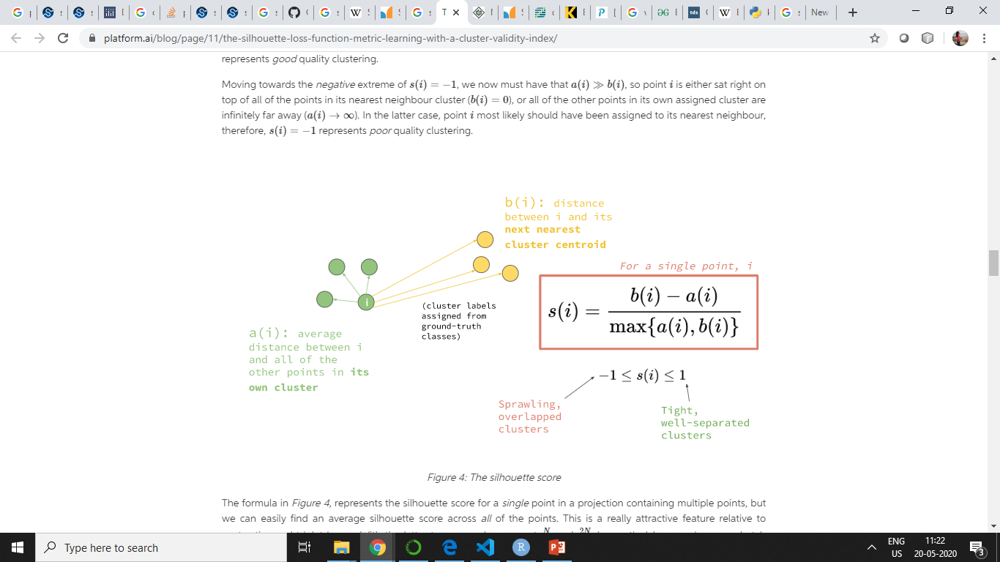 New
platform.ai/blog/page/11/the-silhouette-loss-function-metric-learning-with-a-cluster-validity-index/
represents good quality clustering.
Moving towards the negative extreme of s(i) = −1, we now must have that a(i) ≫ b(i), so point i is either sat right on
top of all of the points in its nearest neighbour cluster (b(i) = 0), or all of the other points in its own assigned cluster are
infinitely far away (a(i) → ∞). In the latter case, point i most likely should have been assigned to its nearest neighbour,
therefore, s(i) = −1 represents poor quality clustering.
b(i): distance
between i and its
next nearest
cluster centroid
i
(cluster labels
assigned from
ground-truth
classes)
a(i): average
distance between i
and all of the
other points in its
own cluster
For a single point, i
s(i) = b(i) − a(i) / max{a(i), b(i)}
−1 ≤ s(i) ≤ 1
Sprawling,
overlapped
clusters
Tight,
well-separated
clusters
Figure 4: The silhouette score
The formula in Figure 4, represents the silhouette score for a single point in a projection containing multiple points, but
we can easily find an average silhouette score across all of the points. This is a really attractive feature relative to
Type here to search
ENG
US
11:22
20-05-2020
3